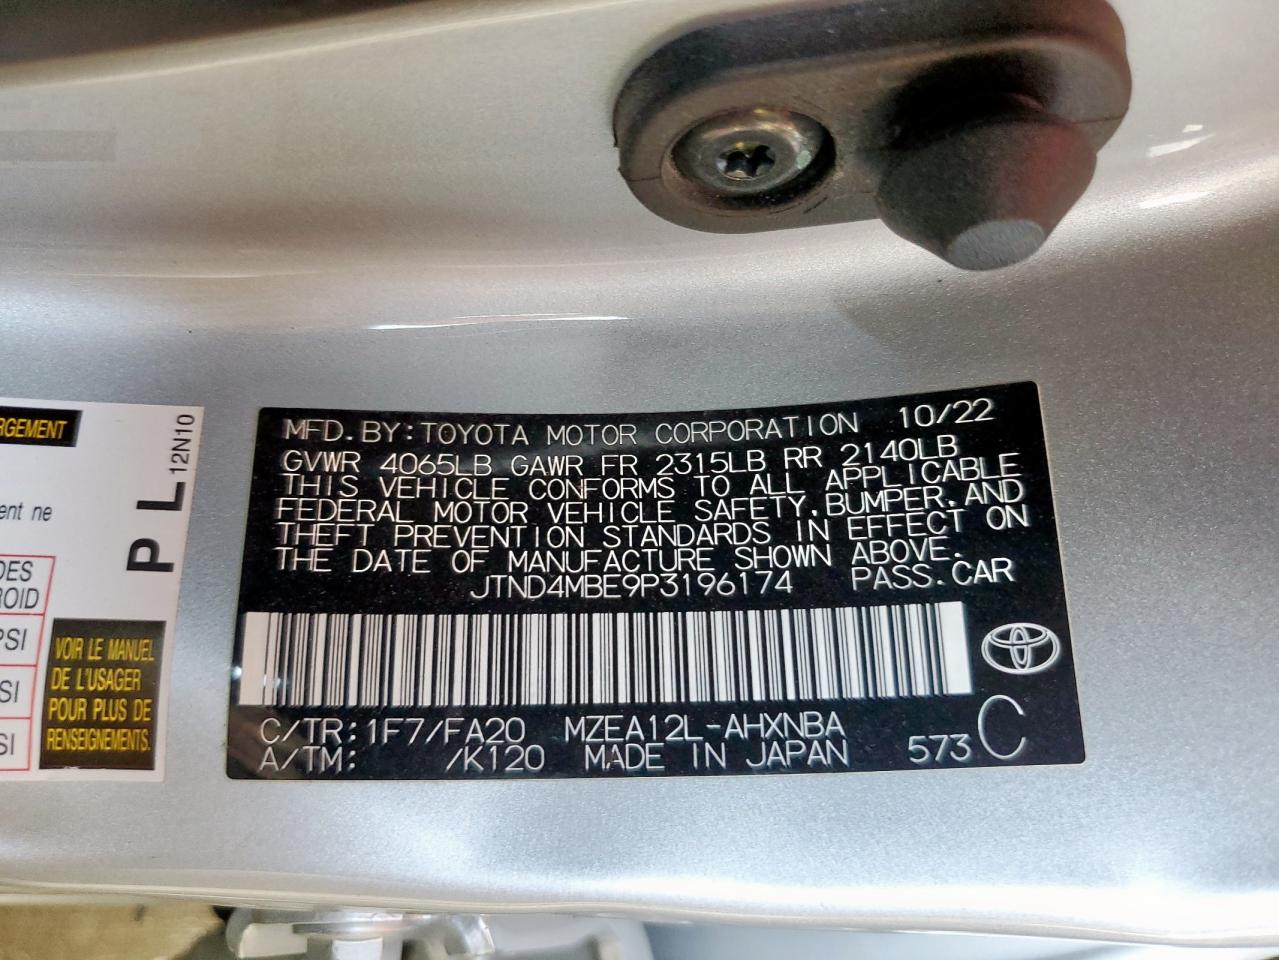 RGEMENT
ent ne
DES
ROID
PSI
SI
SI
P L 12N10
VOIR LE MANUEL
DE L'USAGER
POUR PLUS DE
RENSEIGNEMENTS.
MFD.BY:TOYOTA MOTOR CORPORATION 10/22
GVWR 4065LB GAWR FR 2315LB RR 2140LB
THIS VEHICLE CONFORMS TO ALL APPLICABLE
FEDERAL MOTOR VEHICLE SAFETY,BUMPER,AND
THEFT PREVENTION STANDARDS IN EFFECT ON
THE DATE OF MANUFACTURE SHOWN ABOVE.
JTND4MBE9P3196174 PASS.CAR
C/TR:1F7/FA20 MZEA12L-AHXNBA
A/TM: /K120 MADE IN JAPAN 573 C